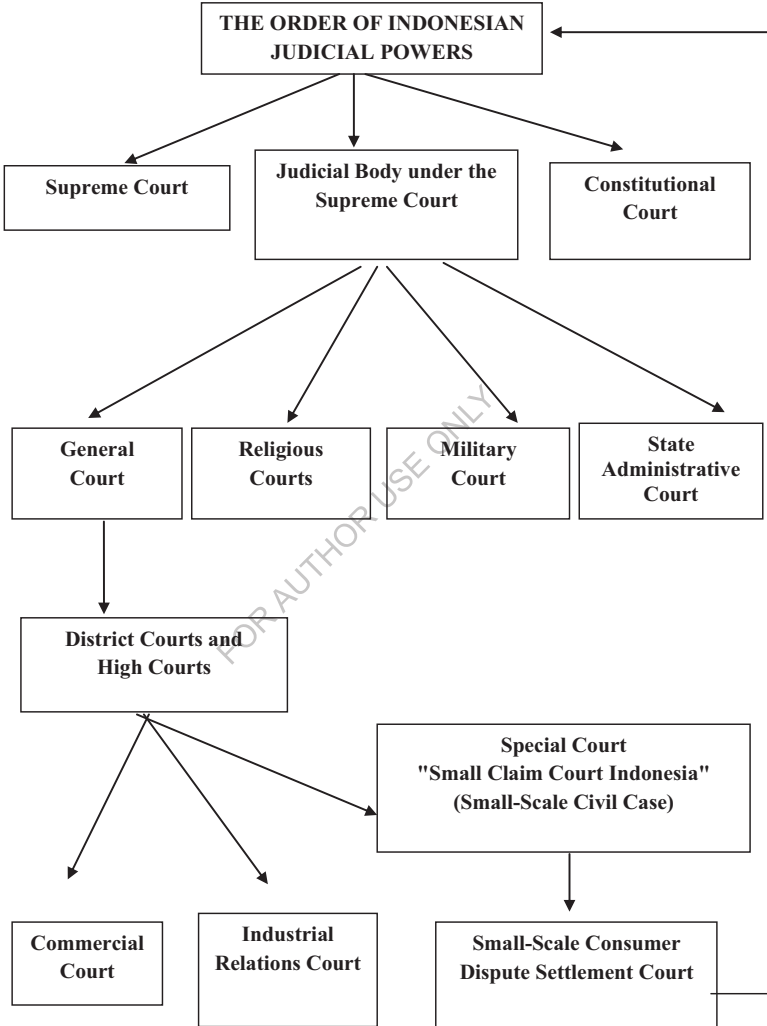 THE ORDER OF INDONESIAN
JUDICIAL POWERS
Supreme Court
Judicial Body under the
Supreme Court
Constitutional
Court
General
Court
Religious
Courts
Military
Court
State
Administrative
Court
FOR AUTHOR USE ONLY
District Courts and
High Courts
Special Court
"Small Claim Court Indonesia"
(Small-Scale Civil Case)
Commercial
Court
Industrial
Relations Court
Small-Scale Consumer
Dispute Settlement Court